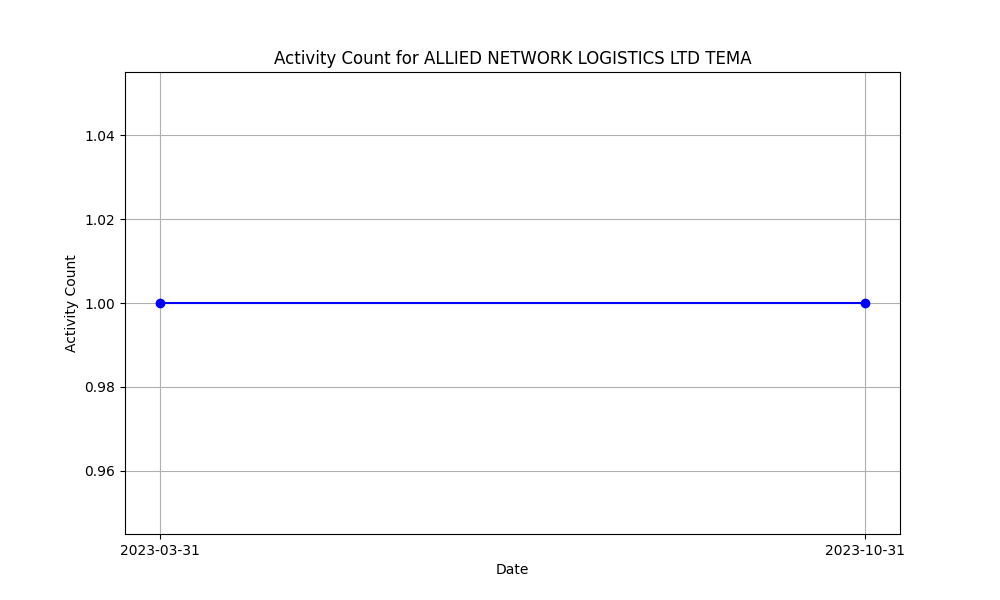 Activity Count for ALLIED NETWORK LOGISTICS LTD TEMA
1.04
1.02
1.00
0.98
0.96
Activity Count
2023-03-31
2023-10-31
Date